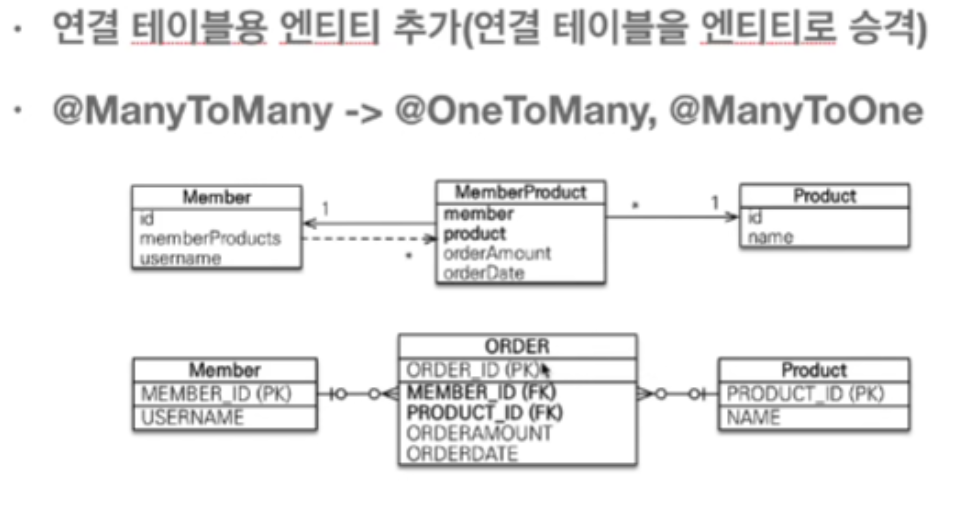 · 연결 테이블용 엔티티 추가(연결 테이블을 엔티티로 승격)
· @ManyToMany -> @OneToMany, @ManyToOne
Member
id
memberProducts
username
1
*
MemberProduct
member
product
orderAmount
orderDate
*
1
Product
id
name
Member
MEMBER_ID (PK)
USERNAME
ORDER
ORDER_ID (PK)
MEMBER_ID (FK)
PRODUCT_ID (FK)
ORDERAMOUNT
ORDERDATE
Product
PRODUCT_ID (PK)
NAME